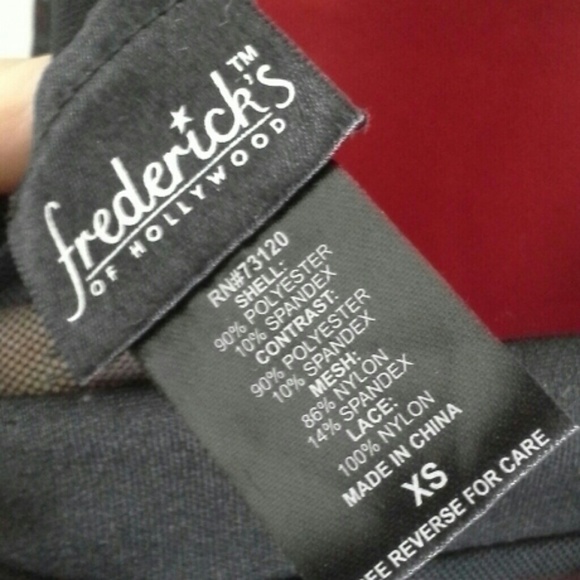 frederick's™
OF HOLLYWOOD
RN#73120
SHELL:
90% POLYESTER
10% SPANDEX
CONTRAST:
90% POLYESTER
10% SPANDEX
MESH:
86% NYLON
14% SPANDEX
LACE:
100% NYLON
MADE IN CHINA
XS
EE REVERSE FOR CARE